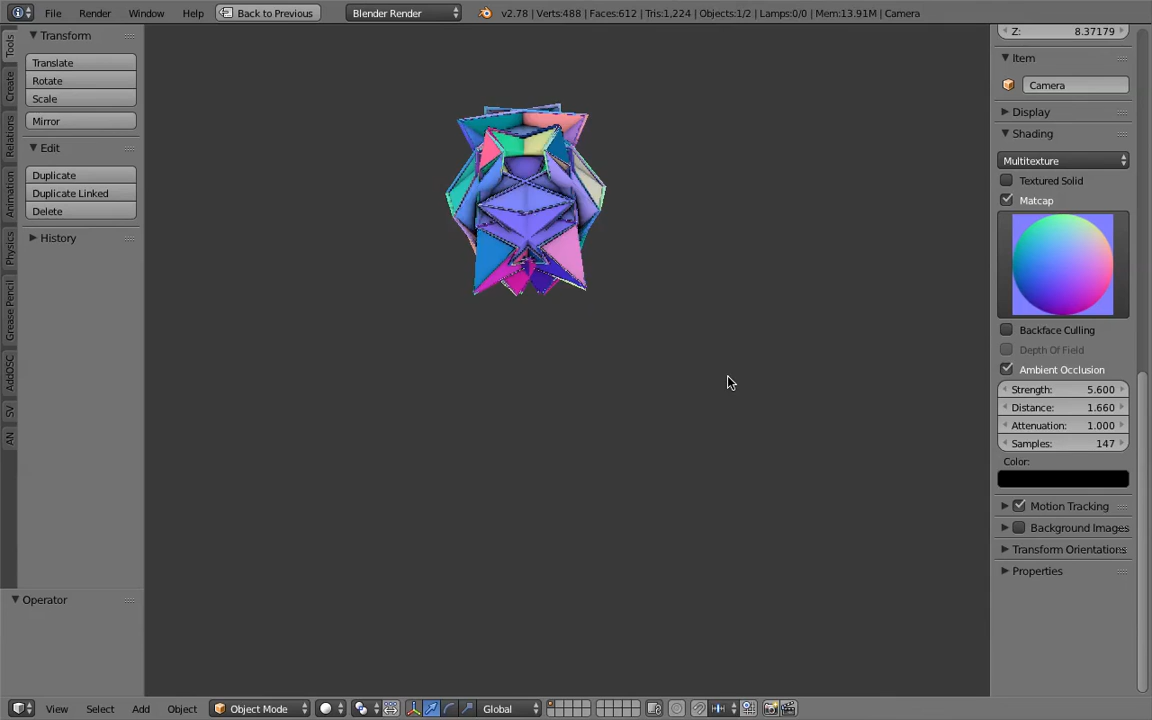 File Render Window Help Back to Previous Blender Render v2.78 | Verts:488 | Faces:612 | Tris:1,224 | Objects:1/2 | Lamps:0/0 | Mem:13.91M | Camera
Tools
Create
Relations
Animation
Physics
Grease Pencil
AddOSC
SV
AN
Transform
Translate
Rotate
Scale
Mirror
Edit
Duplicate
Duplicate Linked
Delete
History
Operator
Z: 8.37179
Item
Camera
Display
Shading
Multitexture
Textured Solid
Matcap
Backface Culling
Depth Of Field
Ambient Occlusion
Strength: 5.600
Distance: 1.660
Attenuation: 1.000
Samples: 147
Color:
Motion Tracking
Background Images
Transform Orientations
Properties
View Select Add Object Object Mode Global